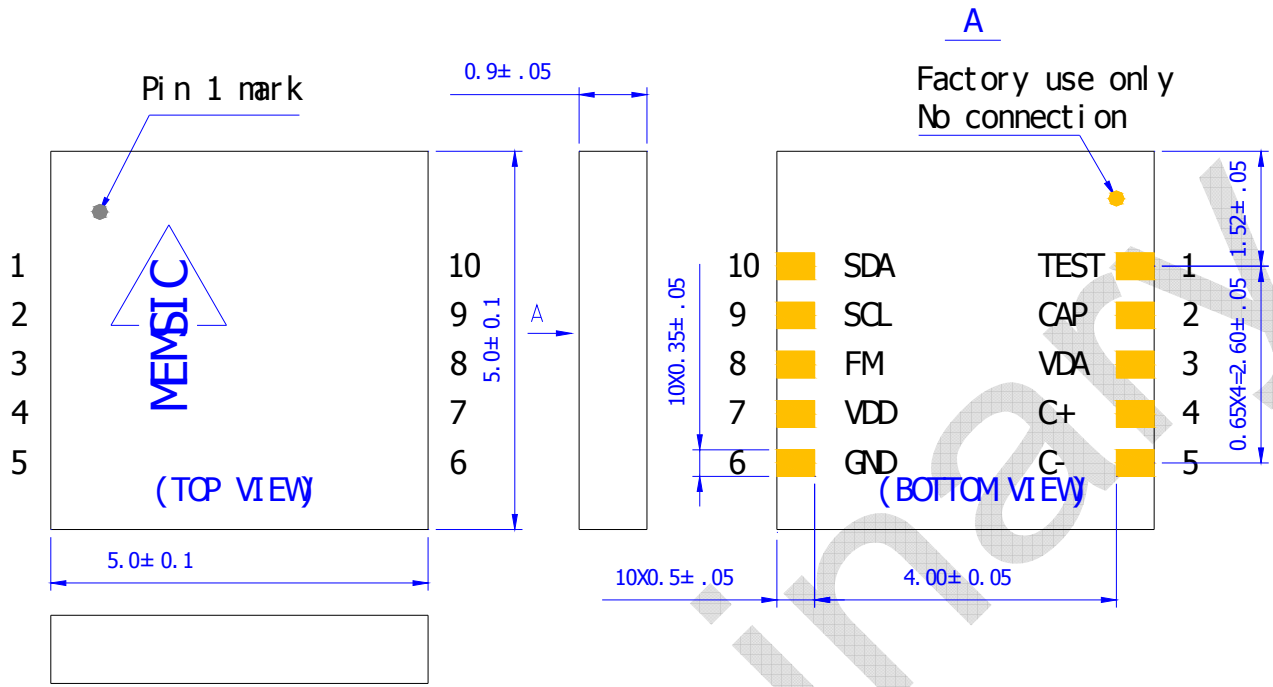 A
0.9±.05
Factory use only
No connection
Pin 1 mark
1.52±.05
1
2
3
4
5
MEMSIC
10
9
8
7
6
5.0±0.1
A
(TOP VIEW)
5.0±0.1
10X0.35±.05
10 SDA TEST 1
9 SCL CAP 2
8 FM VDA 3
7 VDD C+ 4
6 GND C- 5
0.65X4=2.60±.05
(BOTTOM VIEW)
10X0.5±.05
4.00±0.05
inary